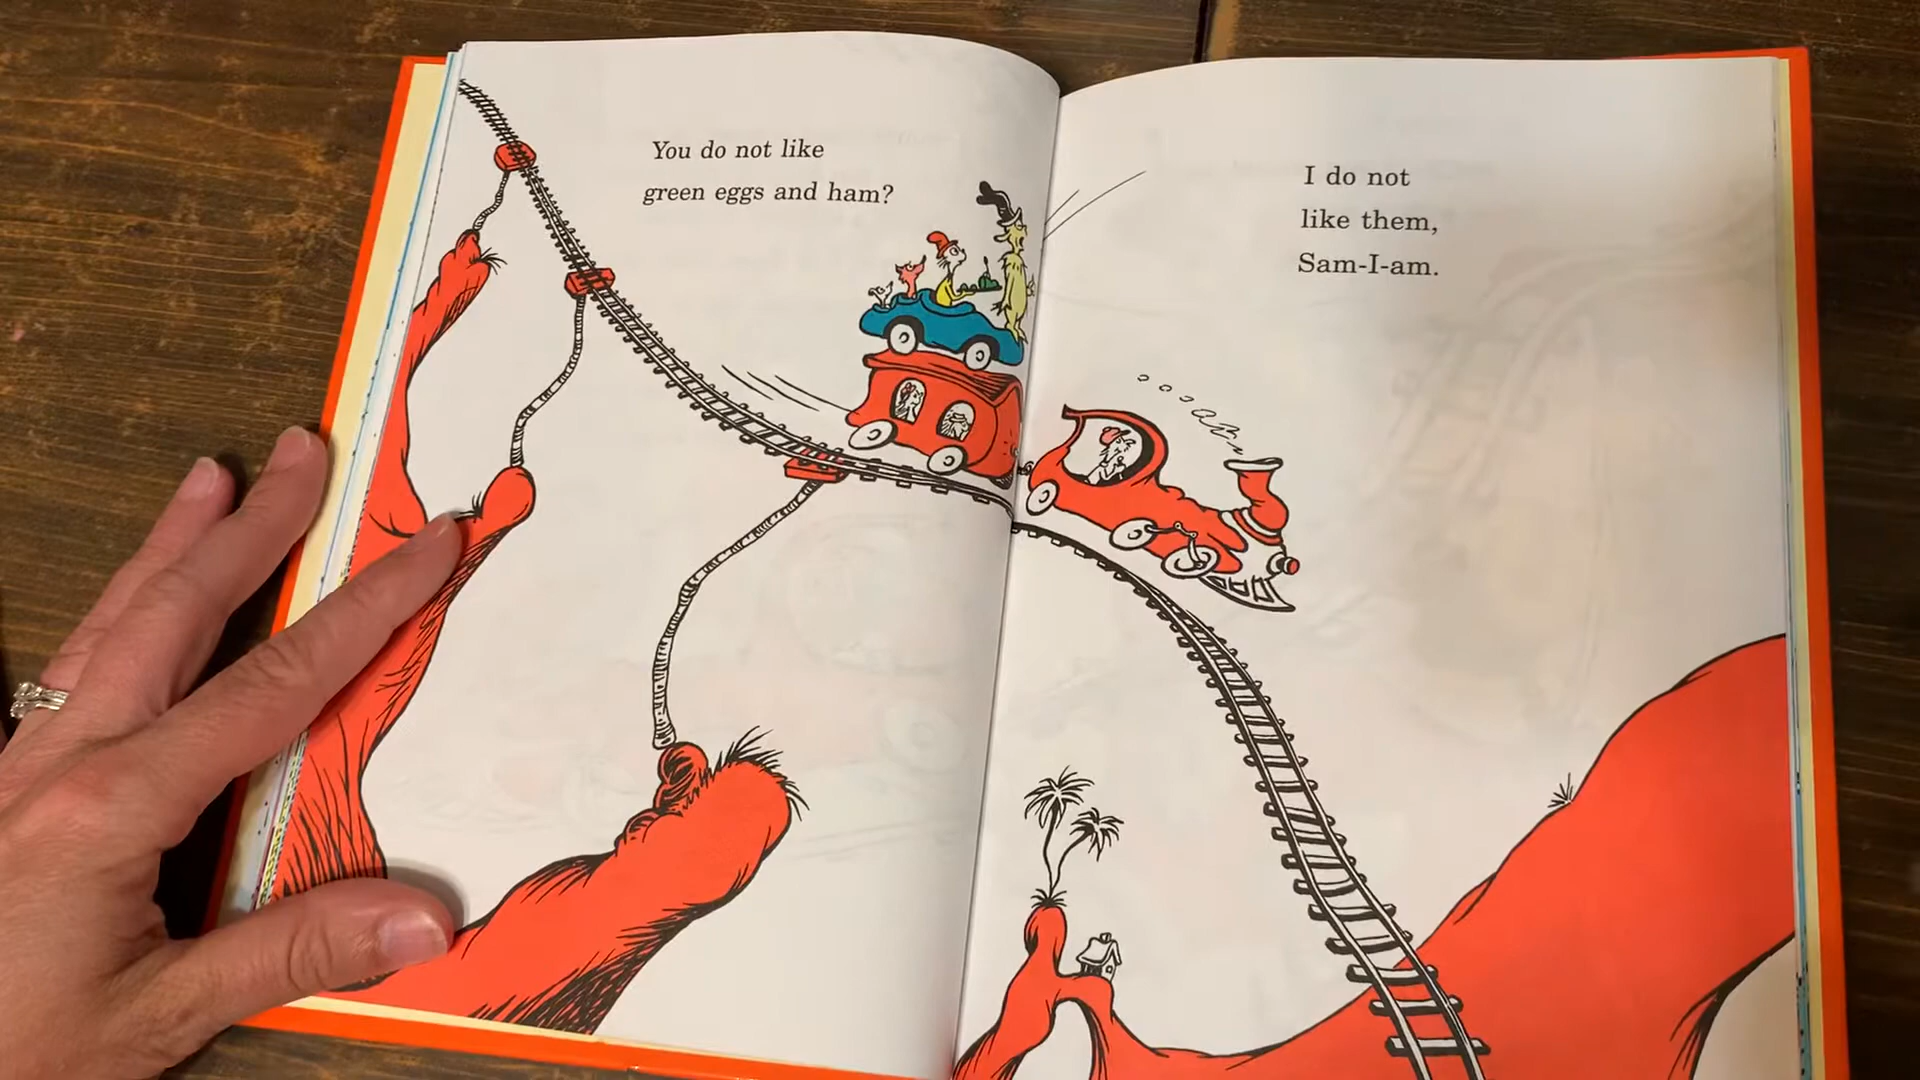 You do not like
green eggs and ham?
I do not
like them,
Sam-I-am.